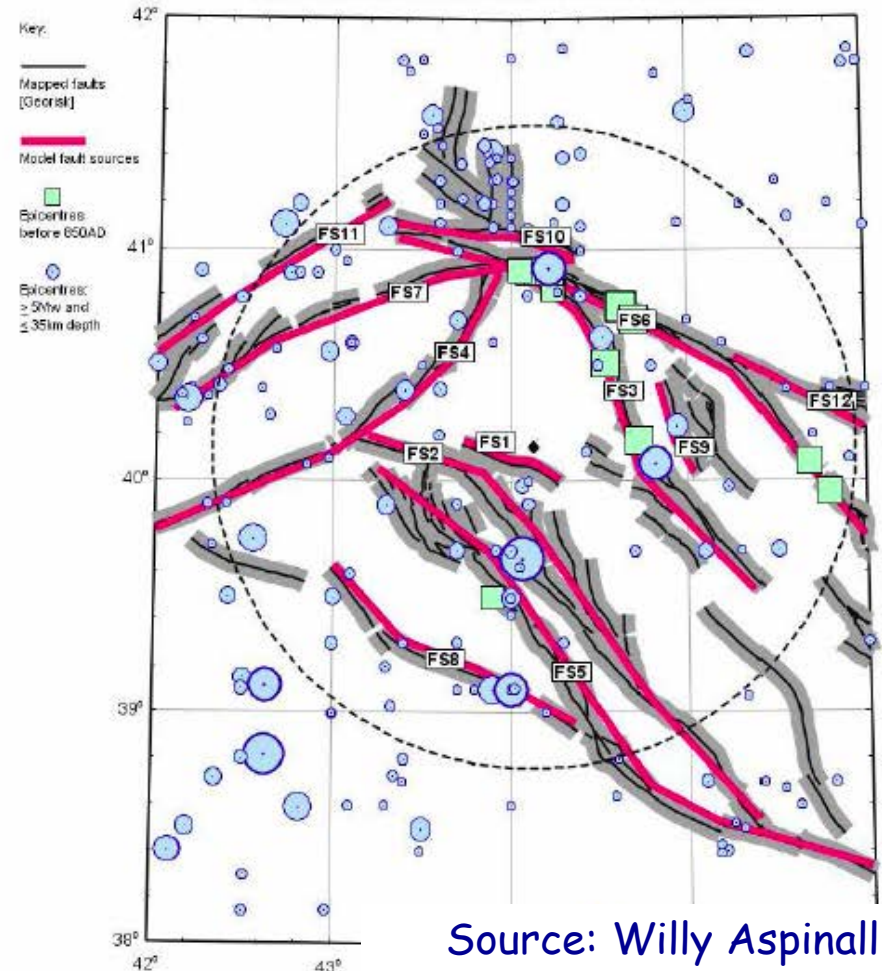 42°
Key:
Mapped faults
[Georisk]
Model fault sources
Epicentres
before 850AD
Epicentres:
≥ 5Mw and
≤ 35km depth
FS11
41°
FS10
FS7
FS6
FS4
FS3
FS12
FS1
FS2
FS9
40°
FS8
FS5
39°
38°
42°
43°
Source: Willy Aspinall